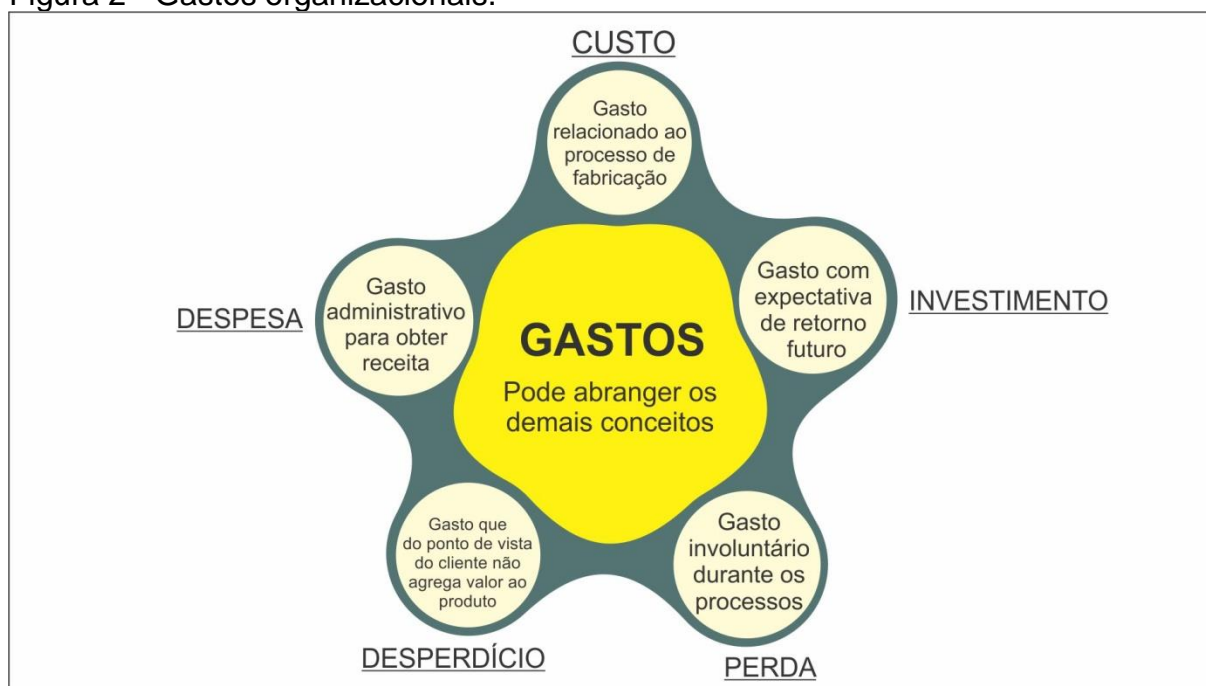 Figura 2 - Gastos organizacionais.
CUSTO
Gasto
relacionado ao
processo de
fabricação
DESPESA
Gasto
administrativo
para obter
receita
GASTOS
Pode abranger os
demais conceitos
Gasto com
expectativa
de retorno
futuro
INVESTIMENTO
Gasto que
do ponto de vista
do cliente não
agrega valor ao
produto
DESPERDÍCIO
Gasto
involuntário
durante os
processos
PERDA